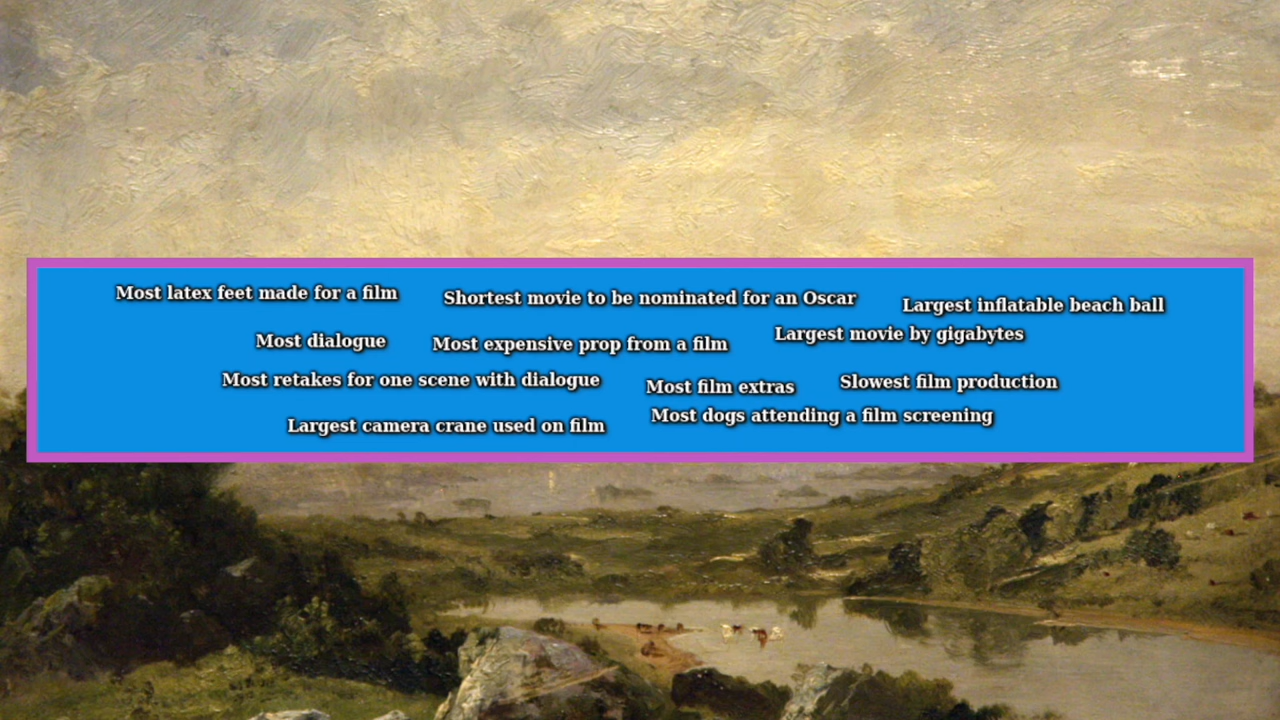 Most latex feet made for a film
Shortest movie to be nominated for an Oscar
Largest inflatable beach ball
Most dialogue
Most expensive prop from a film
Largest movie by gigabytes
Most retakes for one scene with dialogue
Most film extras
Slowest film production
Largest camera crane used on film
Most dogs attending a film screening